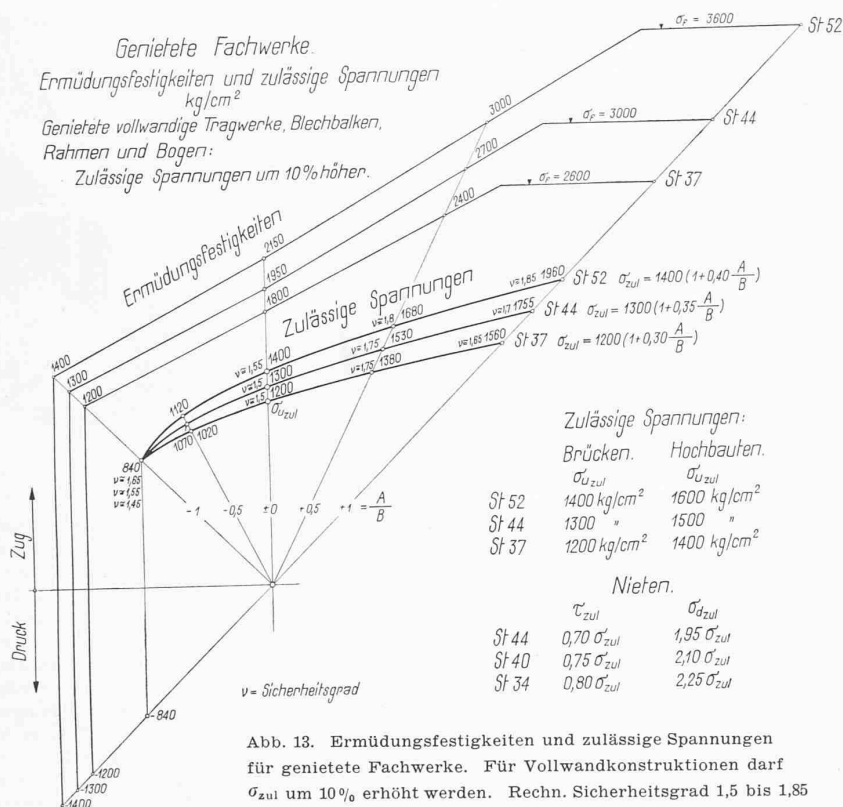 Genietete Fachwerke.
Ermüdungsfestigkeiten und zulässige Spannungen
kg/cm²
Genietete vollwandige Tragwerke, Blechbalken,
Rahmen und Bogen:
Zulässige Spannungen um 10% höher.
σF = 3600
St 52
3000
σF = 3000
St 44
2700
σF = 2600
St 37
2400
Ermüdungsfestigkeiten
2150
1950
1800
1400
1300
1200
Zulässige Spannungen
ν=1,85 1960
St 52 σzul = 1400 (1+0,40 A/B)
ν=1,8 1680
ν=1,7 1755
St 44 σzul = 1300 (1+0,35 A/B)
ν=1,75 1530
ν=1,65 1560
St 37 σzul = 1200 (1+0,30 A/B)
ν=1,75 1380
ν=1,55 1400
ν=1,5 1300
ν=1,5 1200
σuzul
1120
1070 1020
840
ν=1,65
ν=1,55
ν=1,45
-1 -0,5 ±0 +0,5 +1 = A/B
Zug
Druck
ν = Sicherheitsgrad
-840
-1200
-1300
-1400
Zulässige Spannungen:
Brücken. Hochbauten.
σuzul σuzul
St 52 1400 kg/cm² 1600 kg/cm²
St 44 1300 " 1500 "
St 37 1200 kg/cm² 1400 kg/cm²
Nieten.
τzul σdzul
St 44 0,70 σzul 1,95 σzul
St 40 0,75 σzul 2,10 σzul
St 34 0,80 σzul 2,25 σzul
Abb. 13. Ermüdungsfestigkeiten und zulässige Spannungen
für genietete Fachwerke. Für Vollwandkonstruktionen darf
σzul um 10% erhöht werden. Rechn. Sicherheitsgrad 1,5 bis 1,85